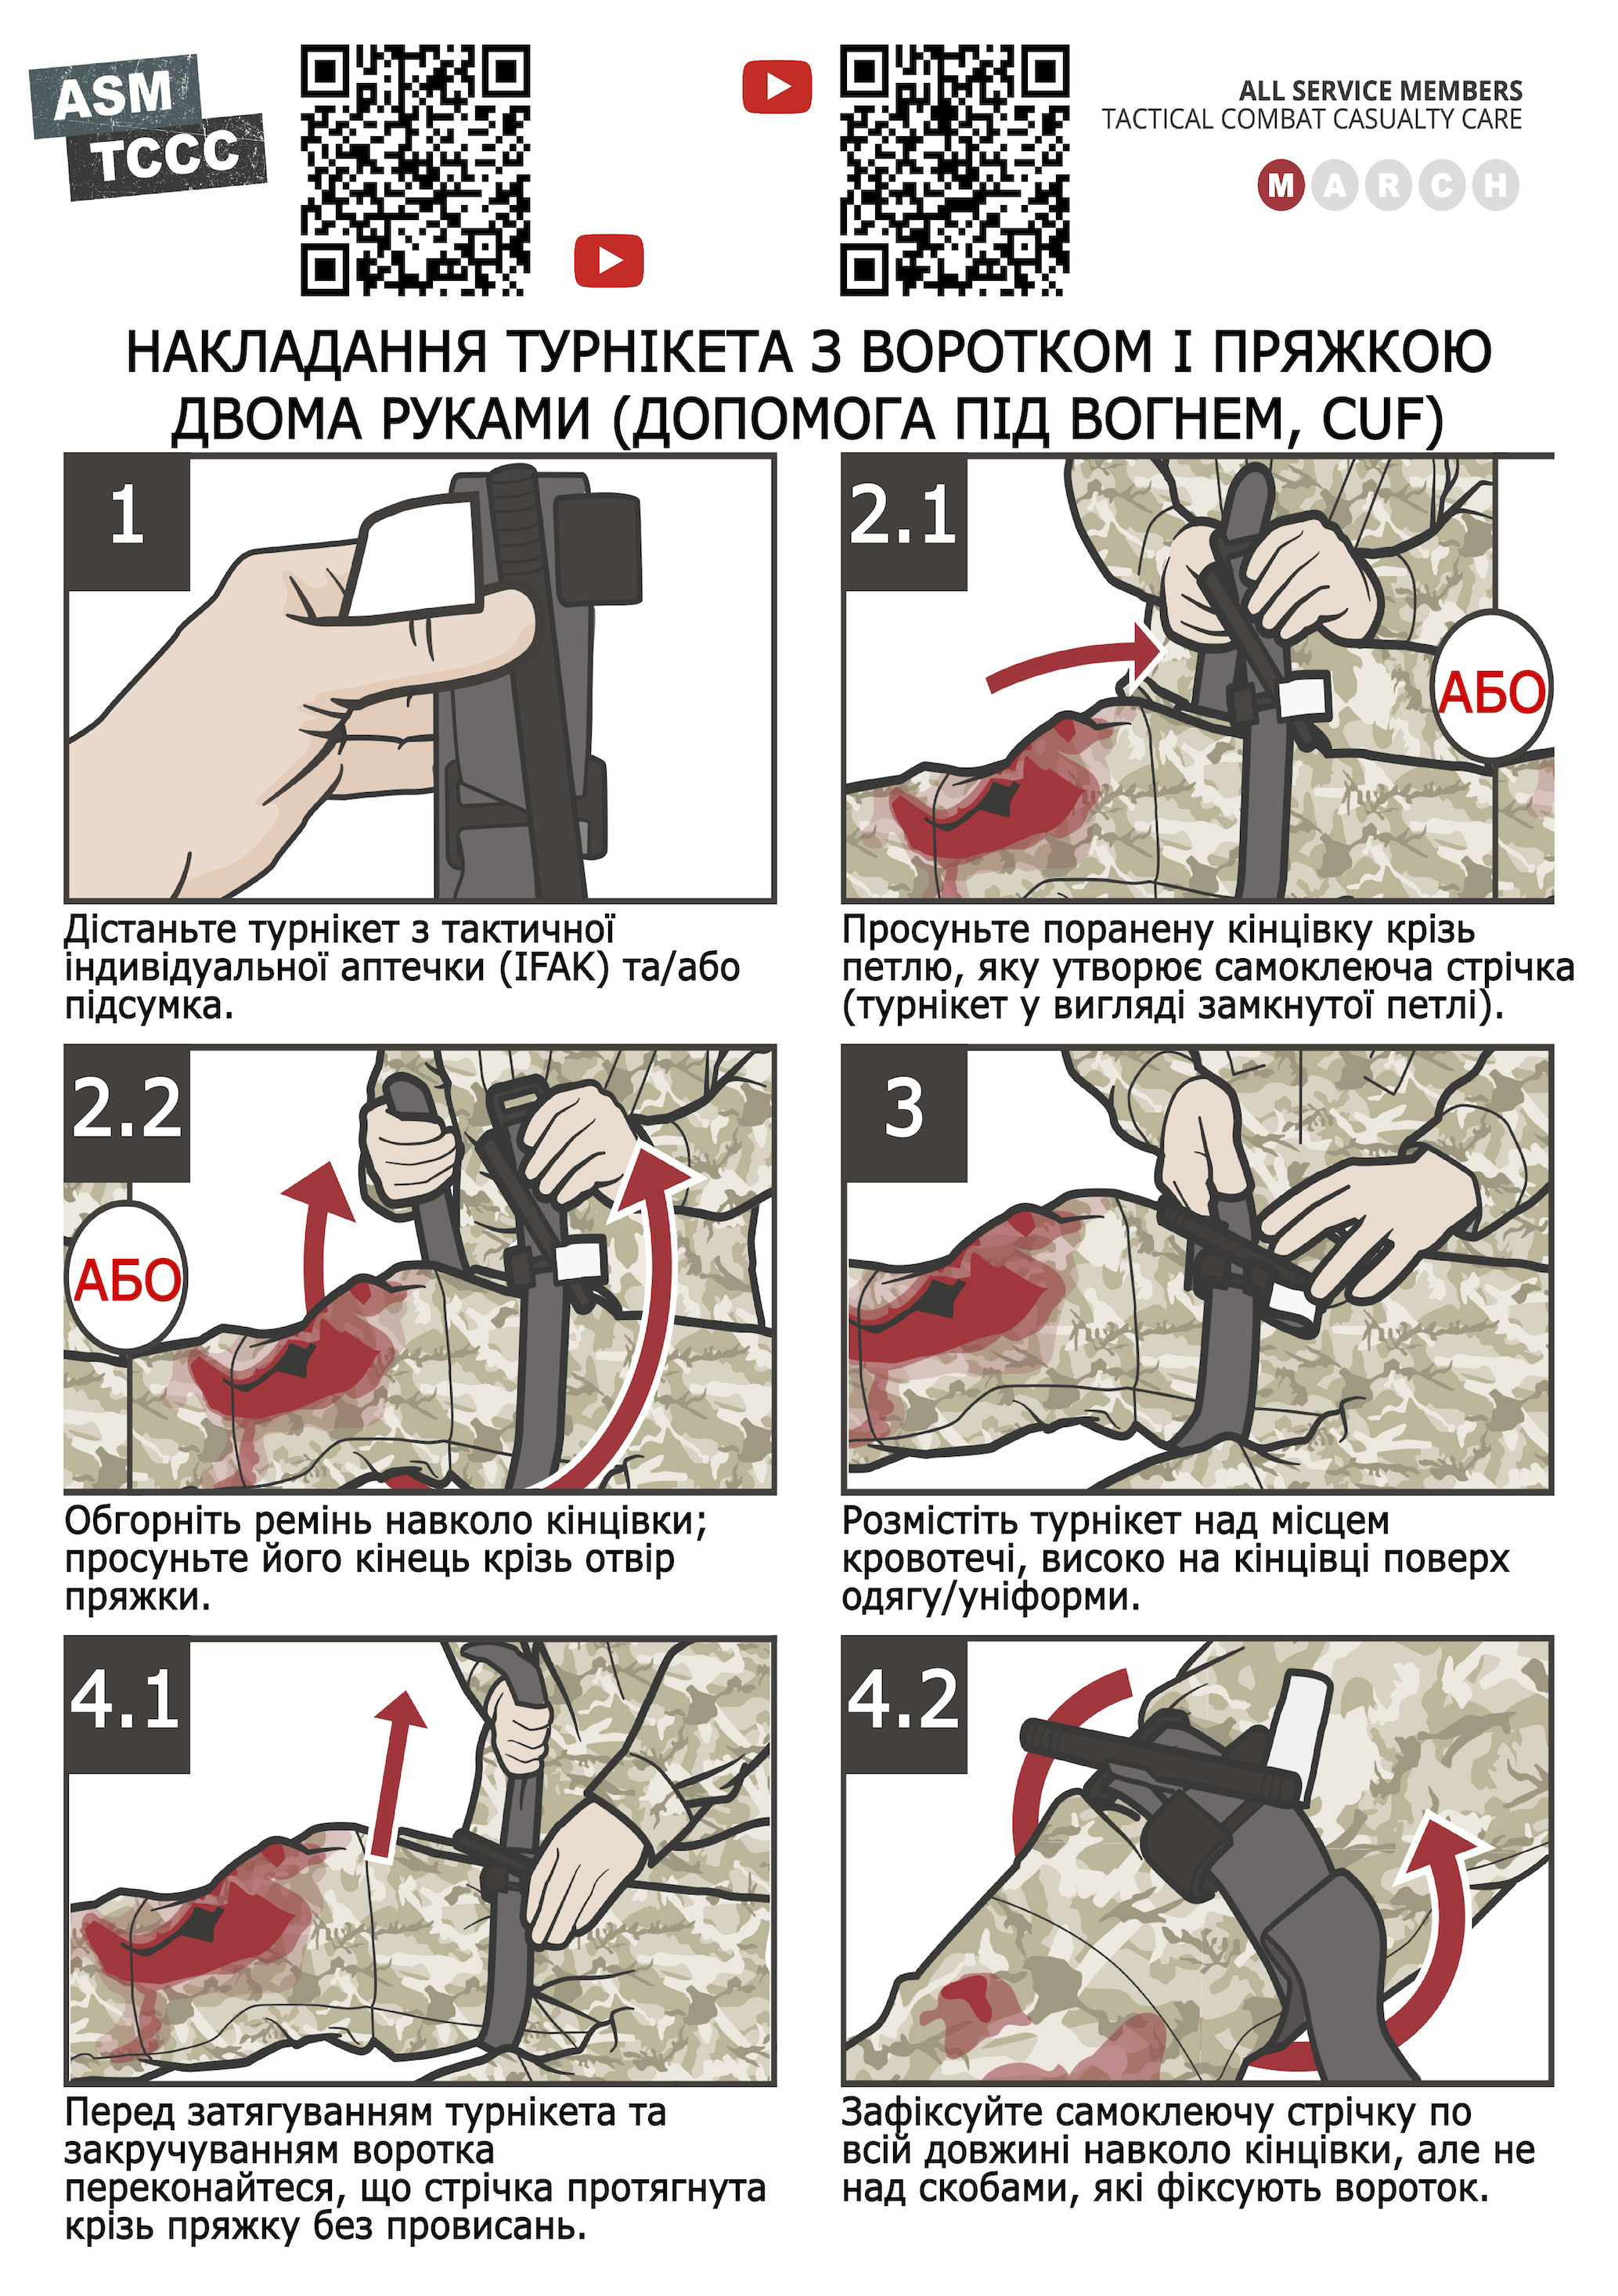 ASM
TCCC
ALL SERVICE MEMBERS
TACTICAL COMBAT CASUALTY CARE
M A R C H
НАКЛАДАННЯ ТУРНІКЕТА З ВОРОТКОМ І ПРЯЖКОЮ
ДВОМА РУКАМИ (ДОПОМОГА ПІД ВОГНЕМ, CUF)
1
Дістаньте турнікет з тактичної
індивідуальної аптечки (IFAK) та/або
підсумка.
2.1
АБО
Просуньте поранену кінцівку крізь
петлю, яку утворює самоклеюча стрічка
(турнікет у вигляді замкнутої петлі).
2.2
АБО
Обгорніть ремінь навколо кінцівки;
просуньте його кінець крізь отвір
пряжки.
3
Розмістіть турнікет над місцем
кровотечі, високо на кінцівці поверх
одягу/уніформи.
4.1
Перед затягуванням турнікета та
закручуванням воротка
переконайтеся, що стрічка протягнута
крізь пряжку без провисань.
4.2
Зафіксуйте самоклеючу стрічку по
всій довжині навколо кінцівки, але не
над скобами, які фіксують вороток.